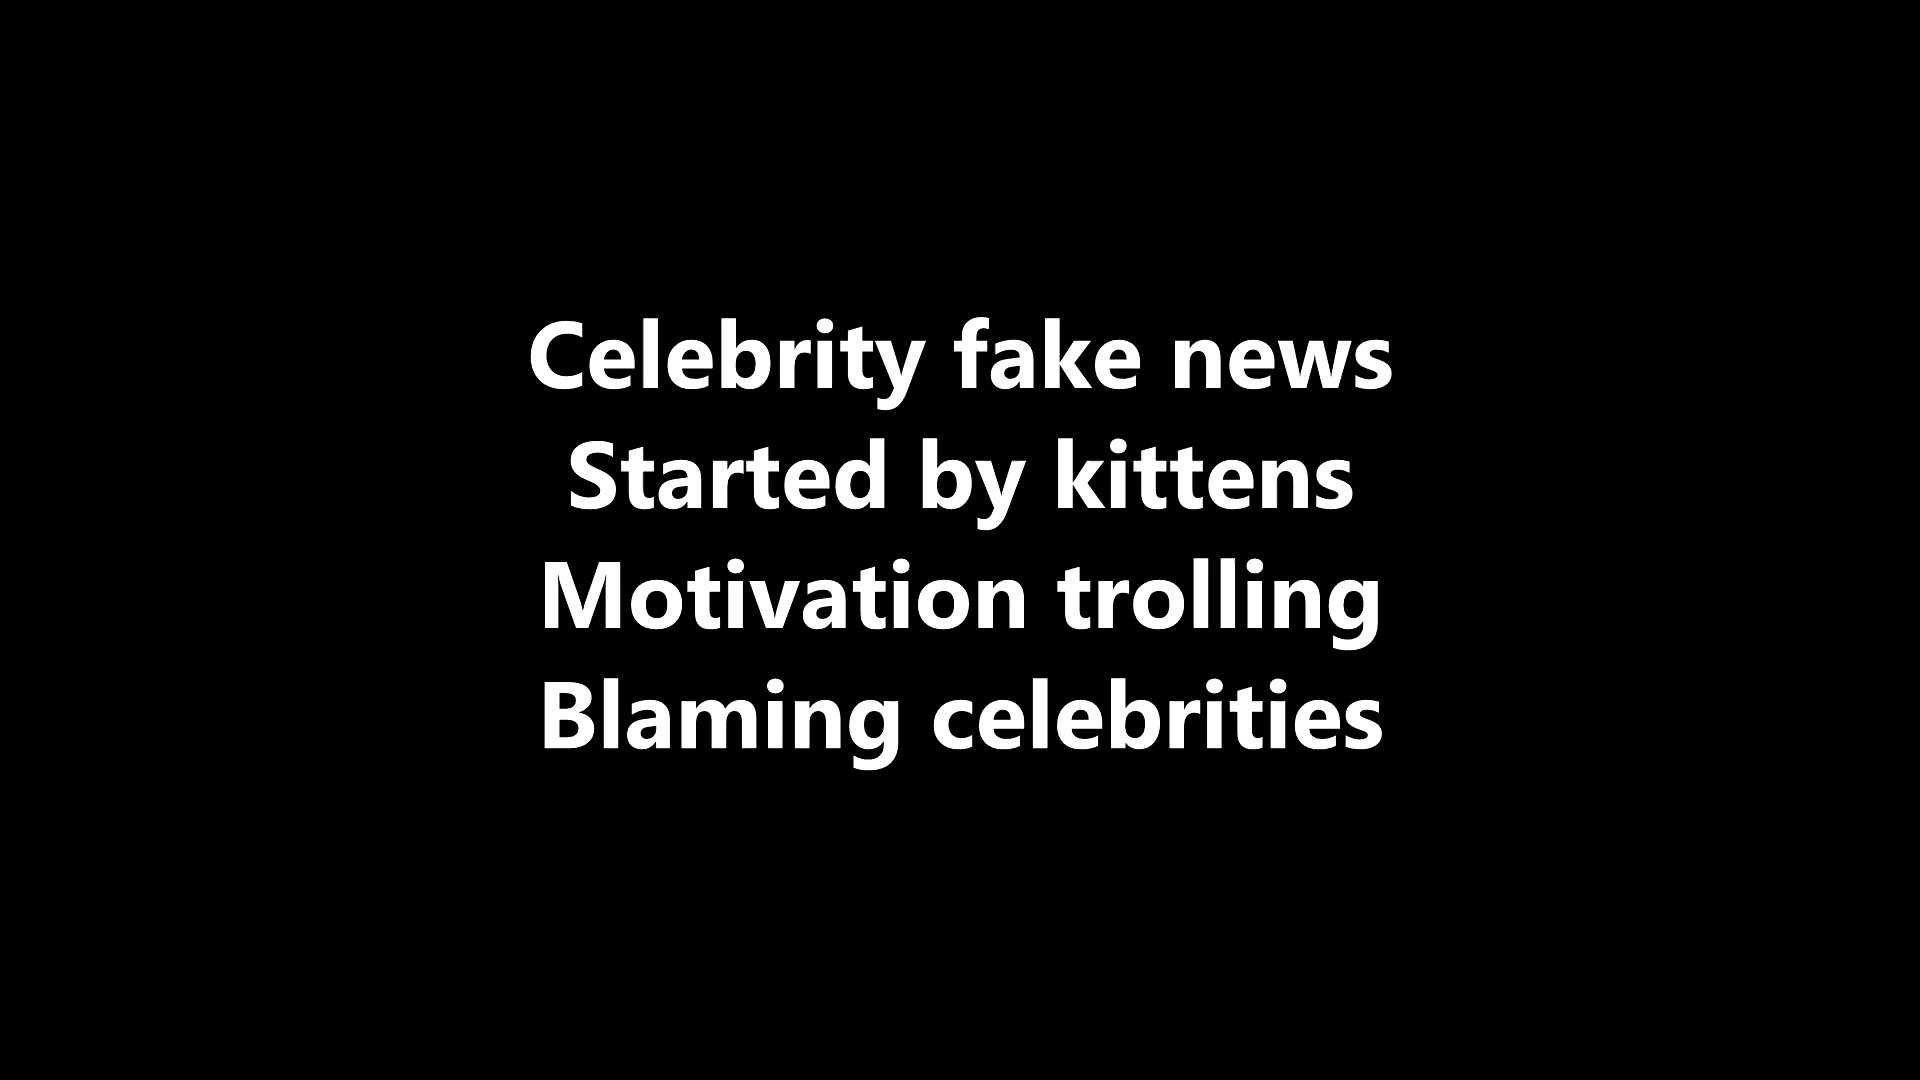 Celebrity fake news
Started by kittens
Motivation trolling
Blaming celebrities